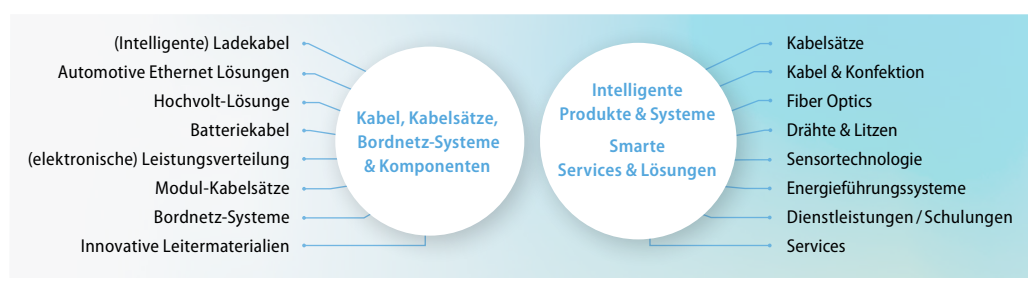 (Intelligente) Ladekabel
Automotive Ethernet Lösungen
Hochvolt-Lösunge
Batteriekabel
(elektronische) Leistungsverteilung
Modul-Kabelsätze
Bordnetz-Systeme
Innovative Leitermaterialien
Kabel, Kabelsätze,
Bordnetz-Systeme
& Komponenten
Intelligente
Produkte & Systeme
Smarte
Services & Lösungen
Kabelsätze
Kabel & Konfektion
Fiber Optics
Drähte & Litzen
Sensortechnologie
Energieführungssysteme
Dienstleistungen / Schulungen
Services